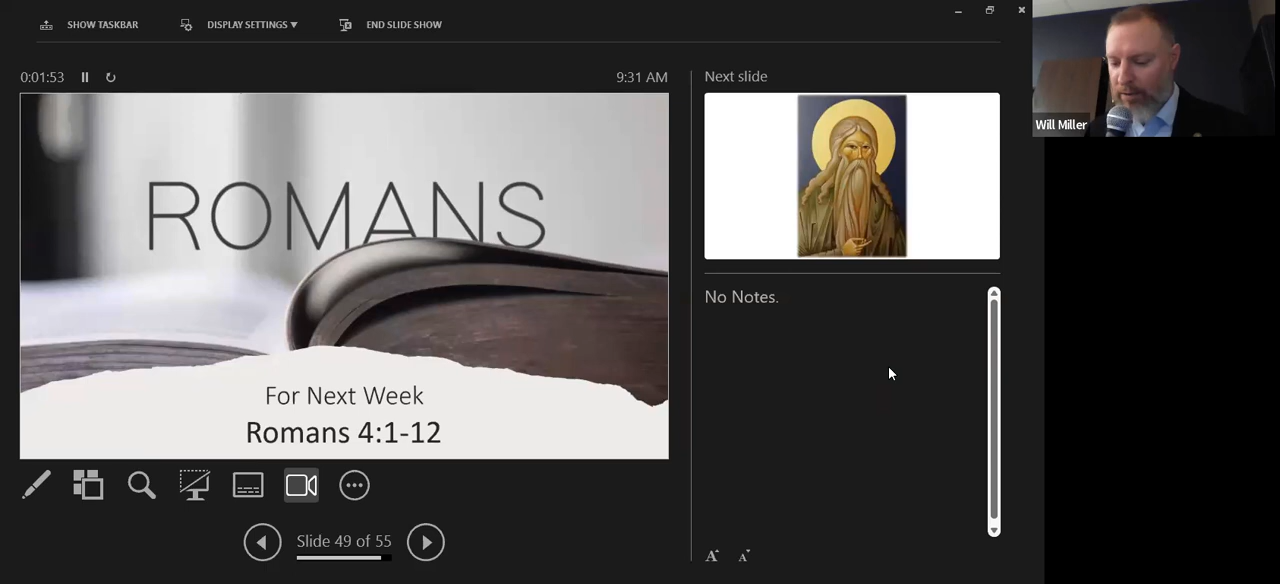 SHOW TASKBAR DISPLAY SETTINGS ▼ END SLIDE SHOW
0:01:53 9:31 AM
ROMANS
For Next Week
Romans 4:1-12
Slide 49 of 55
Next slide
No Notes.
A A
Will Miller